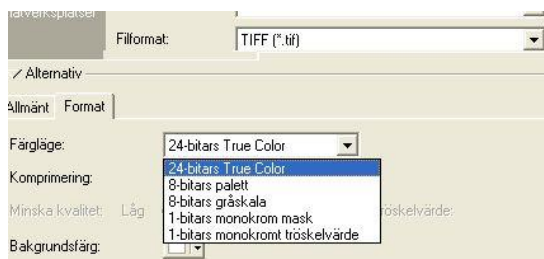 Filformat: TIFF (*.tif)
Alternativ
Allmänt Format
Färgläge: 24-bitars True Color
24-bitars True Color
Komprimering: 8-bitars palett
8-bitars gråskala
Minska kvalitet: Låg röskelvärde:
1-bitars monokrom mask
1-bitars monokromt tröskelvärde
Bakgrundsfärg: